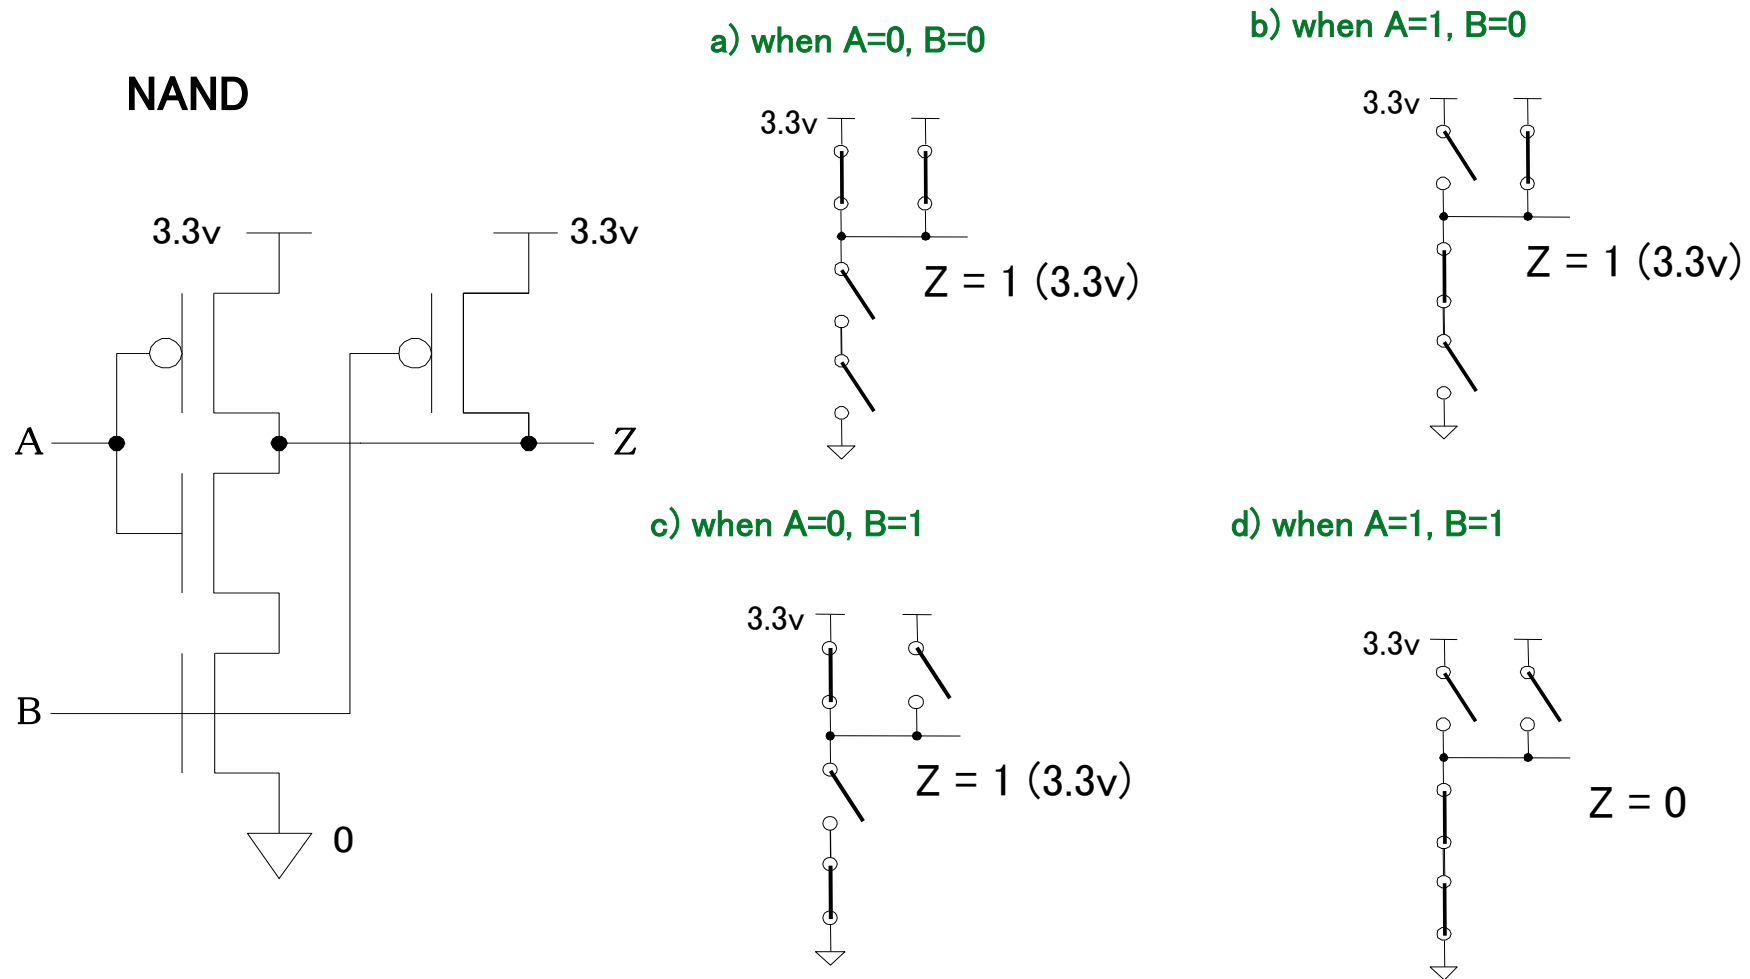 NAND
3.3v
3.3v
A
Z
B
0
a) when A=0, B=0
3.3v
Z = 1 (3.3v)
b) when A=1, B=0
3.3v
Z = 1 (3.3v)
c) when A=0, B=1
3.3v
Z = 1 (3.3v)
d) when A=1, B=1
3.3v
Z = 0